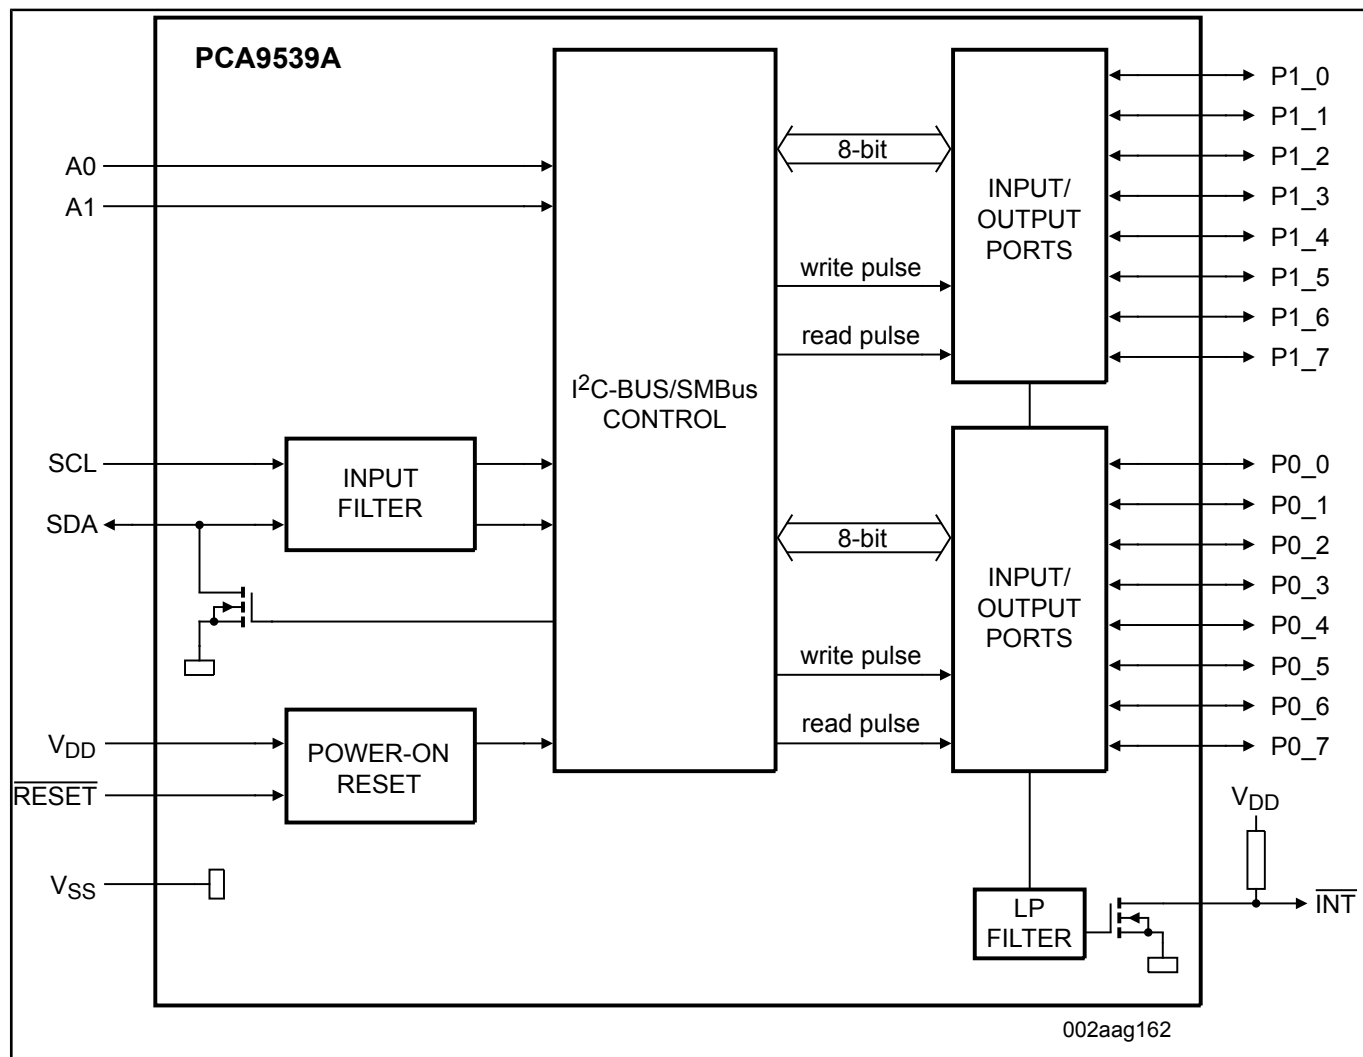 PCA9539A
A0
A1
SCL
SDA
VDD
RESET
VSS
INPUT
FILTER
POWER-ON
RESET
I2C-BUS/SMBus
CONTROL
8-bit
write pulse
read pulse
8-bit
write pulse
read pulse
INPUT/
OUTPUT
PORTS
INPUT/
OUTPUT
PORTS
LP
FILTER
P1_0
P1_1
P1_2
P1_3
P1_4
P1_5
P1_6
P1_7
P0_0
P0_1
P0_2
P0_3
P0_4
P0_5
P0_6
P0_7
VDD
INT
002aag162